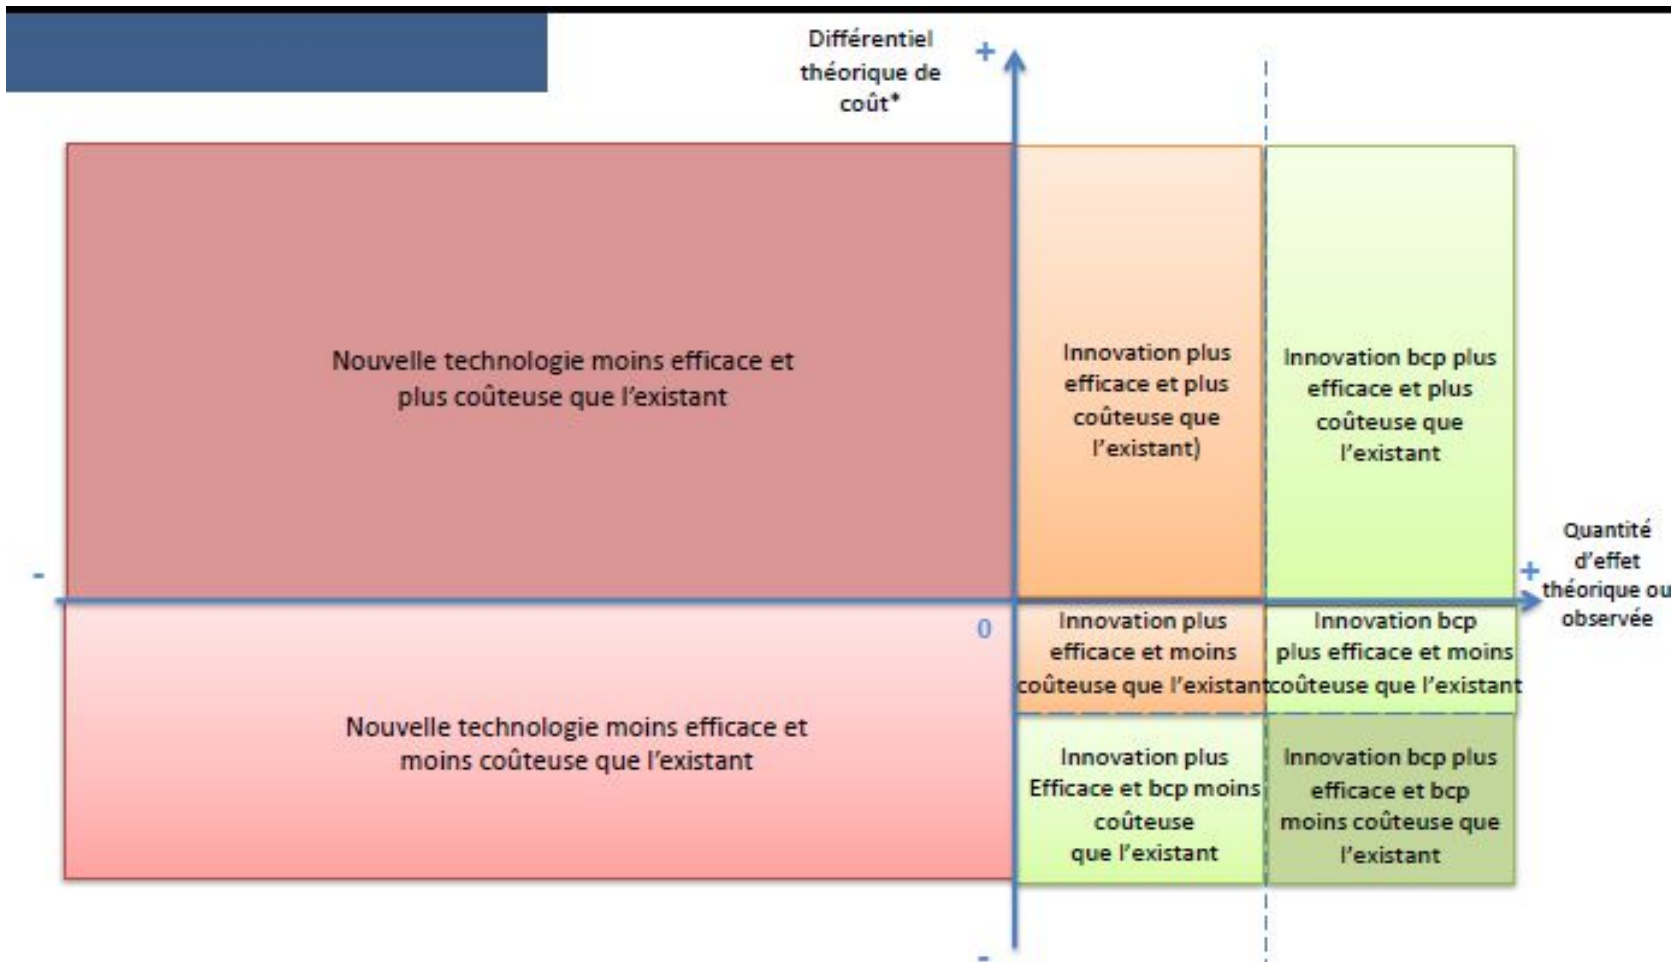 Différentiel
théorique de
coût*
+
Nouvelle technologie moins efficace et
plus coûteuse que l'existant
Innovation plus
efficace et plus
coûteuse que
l'existant)
Innovation bcp plus
efficace et plus
coûteuse que
l'existant
-
+
Quantité
d'effet
théorique ou
observée
0
Innovation plus
efficace et moins
coûteuse que l'existant
Innovation bcp
plus efficace et moins
coûteuse que l'existant
Nouvelle technologie moins efficace et
moins coûteuse que l'existant
Innovation plus
Efficace et bcp moins
coûteuse
que l'existant
Innovation bcp plus
efficace et bcp
moins coûteuse que
l'existant
-